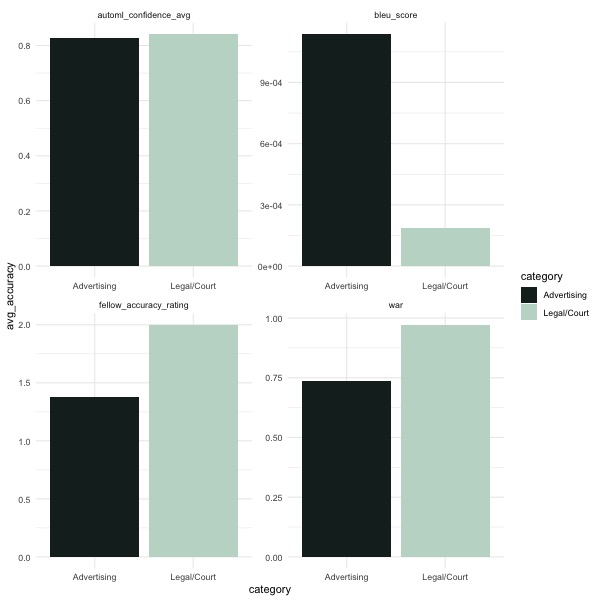 automl_confidence_avg
bleu_score
0.8
0.6
0.4
0.2
0.0
9e-04
6e-04
3e-04
0e+00
Advertising
Legal/Court
Advertising
Legal/Court
fellow_accuracy_rating
war
2.0
1.5
1.0
0.5
0.0
1.00
0.75
0.50
0.25
0.00
Advertising
Legal/Court
Advertising
Legal/Court
avg_accuracy
category
category
Advertising
Legal/Court